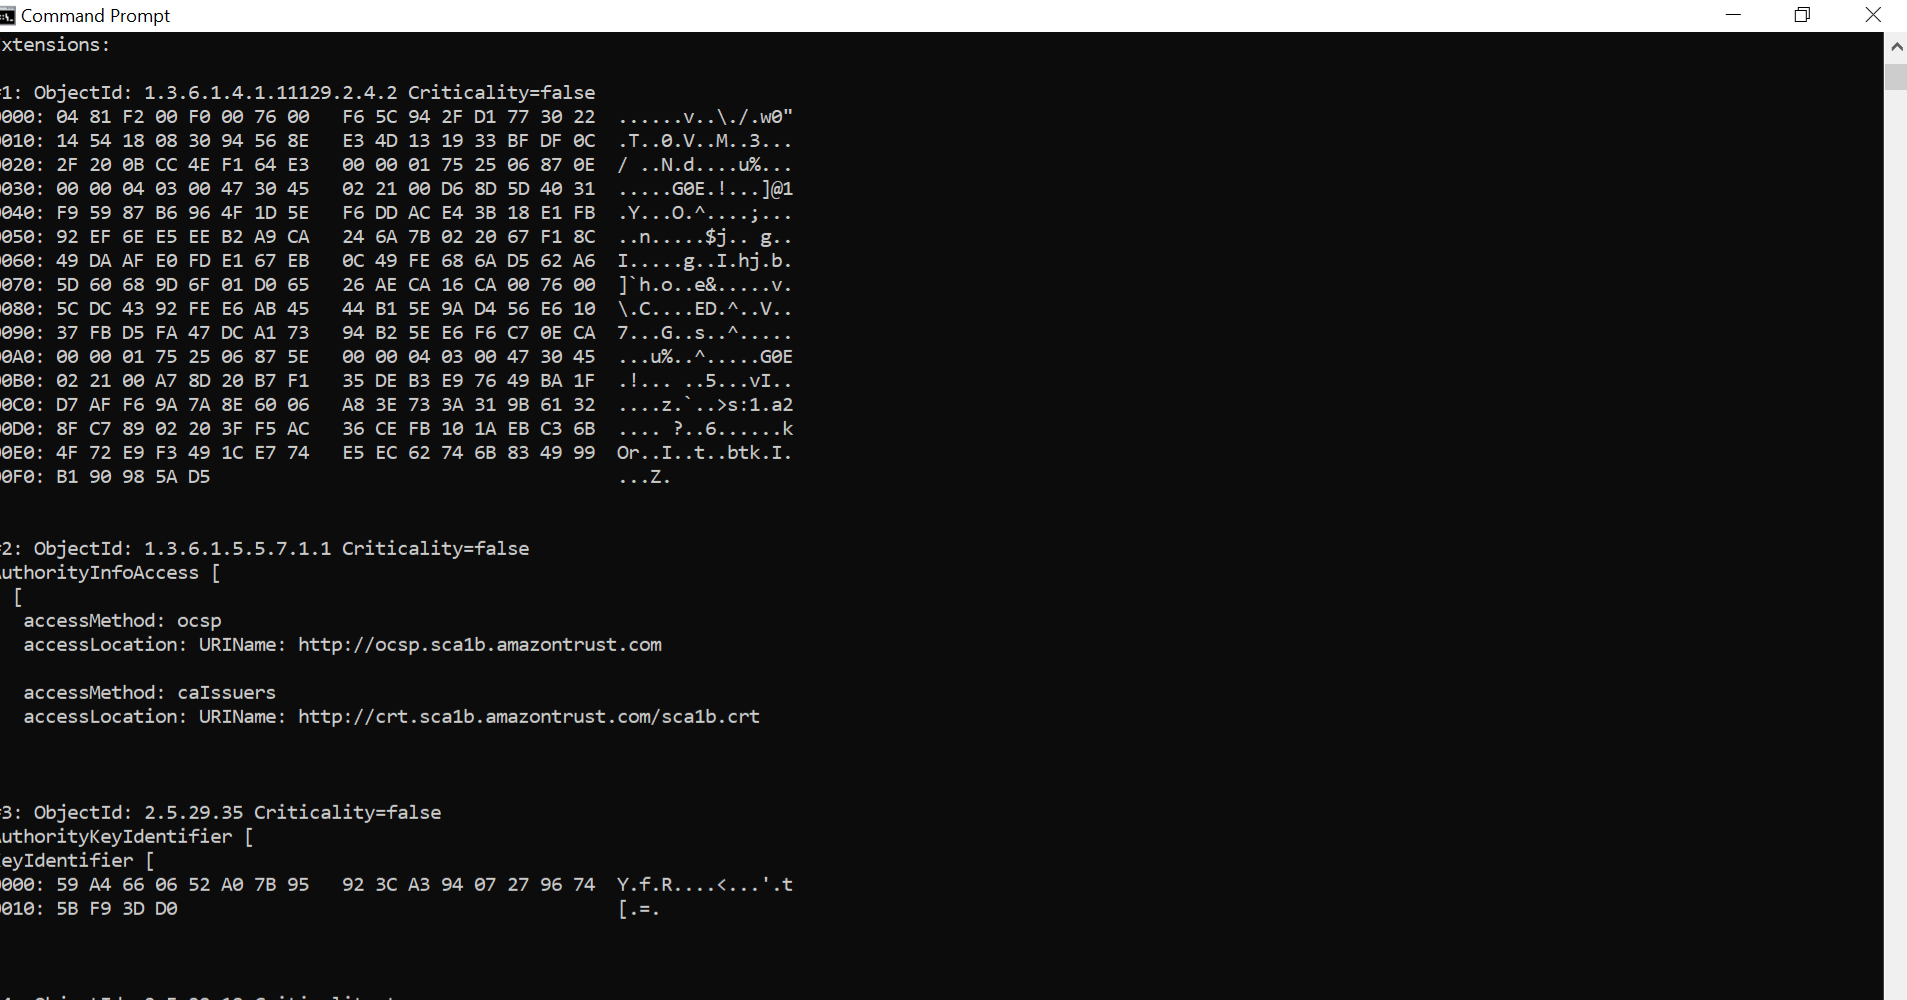 Command Prompt
xtensions:
1: ObjectId: 1.3.6.1.4.1.11129.2.4.2 Criticality=false
000: 04 81 F2 00 F0 00 76 00   F6 5C 94 2F D1 77 30 22  ......v..\./.w0"
010: 14 54 18 08 30 94 56 8E   E3 4D 13 19 33 BF DF 0C  .T..0.V..M..3...
020: 2F 20 0B CC 4E F1 64 E3   00 00 01 75 25 06 87 0E  / ..N.d....u%...
030: 00 00 04 03 00 47 30 45   02 21 00 D6 8D 5D 40 31  .....G0E.!...]@1
040: F9 59 87 B6 96 4F 1D 5E   F6 DD AC E4 3B 18 E1 FB  .Y...O.^....;...
050: 92 EF 6E E5 EE B2 A9 CA   24 6A 7B 02 20 67 F1 8C  ..n.....$j.. g..
060: 49 DA AF E0 FD E1 67 EB   0C 49 FE 68 6A D5 62 A6  I.....g..I.hj.b.
070: 5D 60 68 9D 6F 01 D0 65   26 AE CA 16 CA 00 76 00  ]`h.o..e&.....v.
080: 5C DC 43 92 FE E6 AB 45   44 B1 5E 9A D4 56 E6 10  \.C....ED.^..V..
090: 37 FB D5 FA 47 DC A1 73   94 B2 5E E6 F6 C7 0E CA  7...G..s..^.....
0A0: 00 00 01 75 25 06 87 5E   00 00 04 03 00 47 30 45  ...u%..^.....G0E
0B0: 02 21 00 A7 8D 20 B7 F1   35 DE B3 E9 76 49 BA 1F  .!... ..5...vI..
0C0: D7 AF F6 9A 7A 8E 60 06   A8 3E 73 3A 31 9B 61 32  ....z.`..>s:1.a2
0D0: 8F C7 89 02 20 3F F5 AC   36 CE FB 10 1A EB C3 6B  .... ?..6......k
0E0: 4F 72 E9 F3 49 1C E7 74   E5 EC 62 74 6B 83 49 99  Or..I..t..btk.I.
0F0: B1 90 98 5A D5                                     ...Z.
2: ObjectId: 1.3.6.1.5.5.7.1.1 Criticality=false
uthorityInfoAccess [
[
accessMethod: ocsp
accessLocation: URIName: http://ocsp.sca1b.amazontrust.com
accessMethod: caIssuers
accessLocation: URIName: http://crt.sca1b.amazontrust.com/sca1b.crt
3: ObjectId: 2.5.29.35 Criticality=false
uthorityKeyIdentifier [
eyIdentifier [
000: 59 A4 66 06 52 A0 7B 95   92 3C A3 94 07 27 96 74  Y.f.R....<...'.t
010: 5B F9 3D D0                                        [.=.